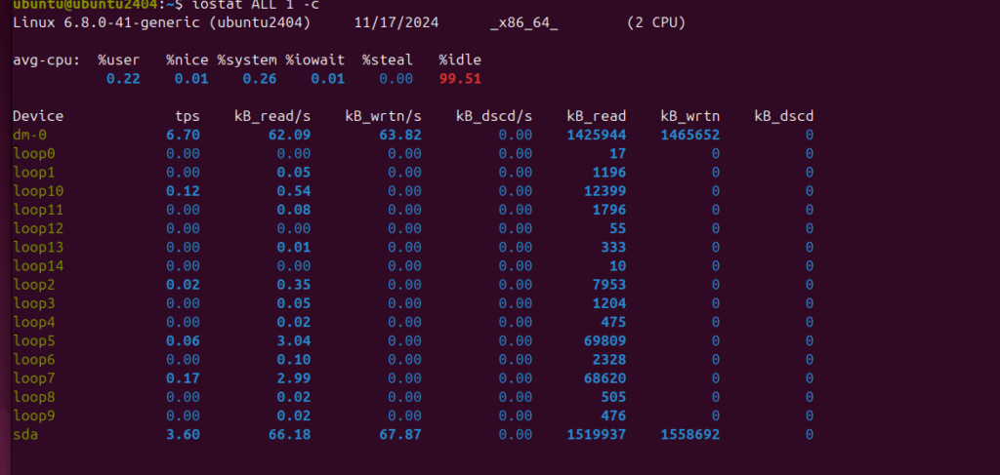 ubuntu@ubuntu2404:~$ iostat ALL 1 -c
Linux 6.8.0-41-generic (ubuntu2404) 11/17/2024 _x86_64_ (2 CPU)
avg-cpu: %user %nice %system %iowait %steal %idle
0.22 0.01 0.26 0.01 0.00 99.51
Device tps kB_read/s kB_wrtn/s kB_dscd/s kB_read kB_wrtn kB_dscd
dm-0 6.70 62.09 63.82 0.00 1425944 1465652 0
loop0 0.00 0.00 0.00 0.00 17 0 0
loop1 0.00 0.05 0.00 0.00 1196 0 0
loop10 0.12 0.54 0.00 0.00 12399 0 0
loop11 0.00 0.08 0.00 0.00 1796 0 0
loop12 0.00 0.00 0.00 0.00 55 0 0
loop13 0.00 0.01 0.00 0.00 333 0 0
loop14 0.00 0.00 0.00 0.00 10 0 0
loop2 0.02 0.35 0.00 0.00 7953 0 0
loop3 0.00 0.05 0.00 0.00 1204 0 0
loop4 0.00 0.02 0.00 0.00 475 0 0
loop5 0.06 3.04 0.00 0.00 69809 0 0
loop6 0.00 0.10 0.00 0.00 2328 0 0
loop7 0.17 2.99 0.00 0.00 68620 0 0
loop8 0.00 0.02 0.00 0.00 505 0 0
loop9 0.00 0.02 0.00 0.00 476 0 0
sda 3.60 66.18 67.87 0.00 1519937 1558692 0